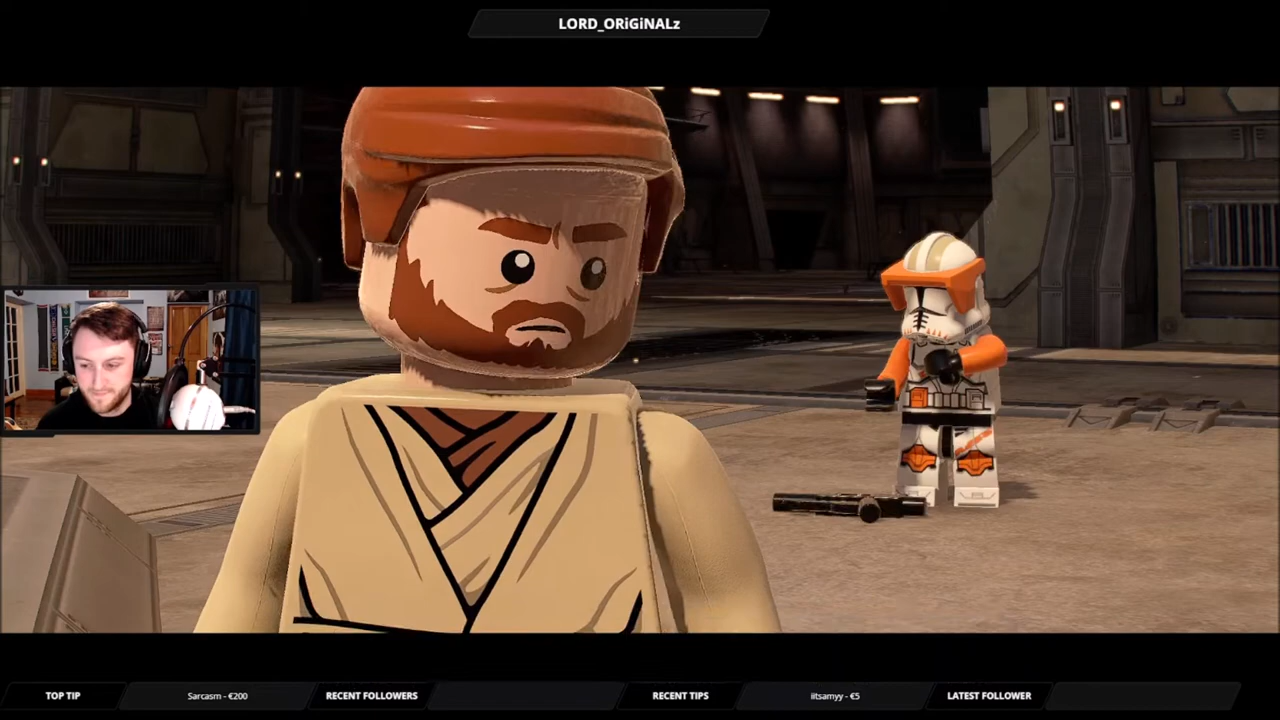 LORD_ORiGiNALz
TOP TIP
Sarcasm - €200
RECENT FOLLOWERS
RECENT TIPS
iitsamyy - €5
LATEST FOLLOWER